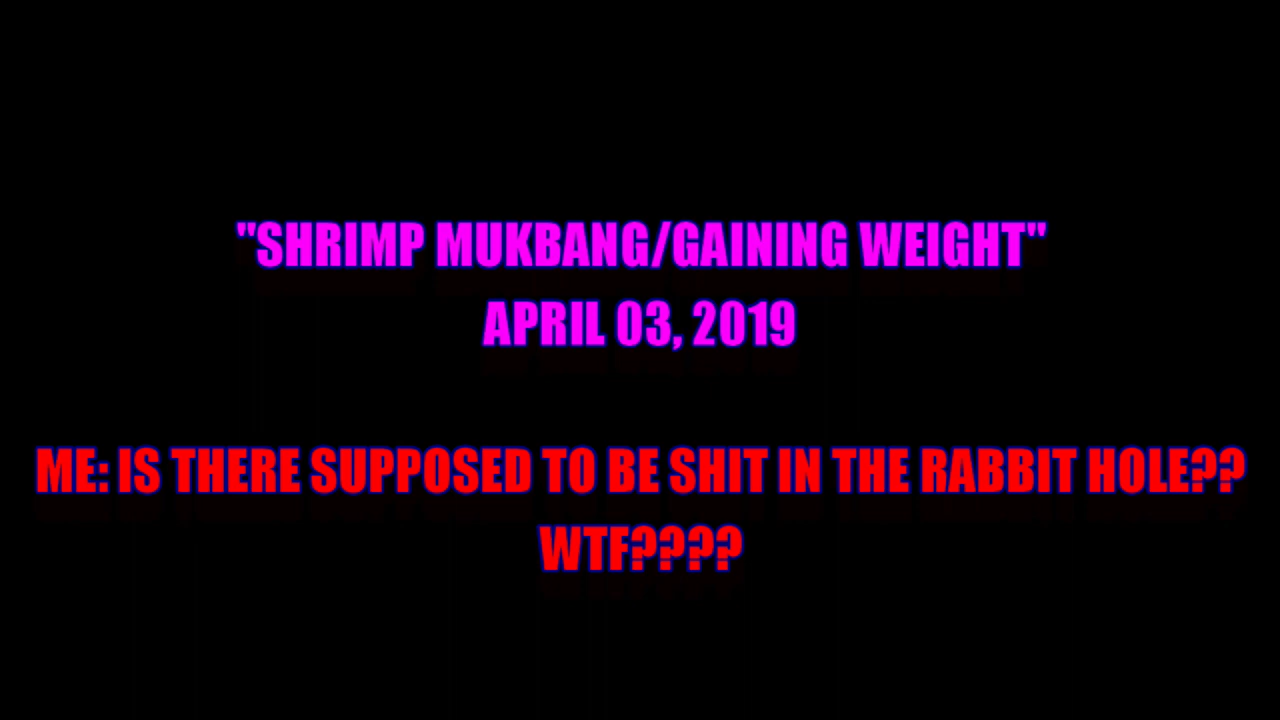 "SHRIMP MUKBANG/GAINING WEIGHT"
APRIL 03, 2019
ME: IS THERE SUPPOSED TO BE SHIT IN THE RABBIT HOLE??
WTF????